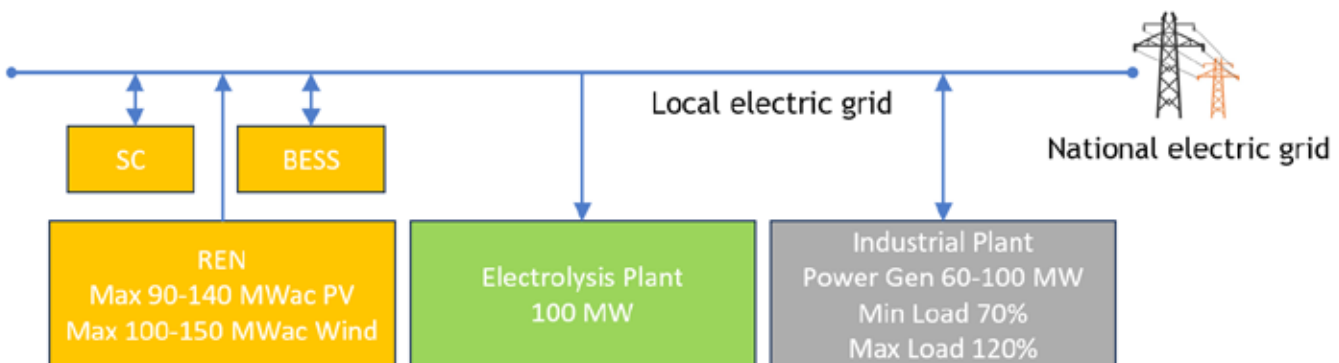 Local electric grid
National electric grid
SC
BESS
REN
Max 90-140 MWac PV
Max 100-150 MWac Wind
Electrolysis Plant
100 MW
Industrial Plant
Power Gen 60-100 MW
Min Load 70%
Max Load 120%